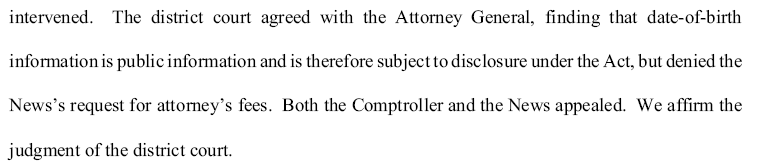 intervened. The district court agreed with the Attorney General, finding that date-of-birth
information is public information and is therefore subject to disclosure under the Act, but denied the
News’s request for attorney’s fees. Both the Comptroller and the News appealed. We affirm the
judgment of the district court.